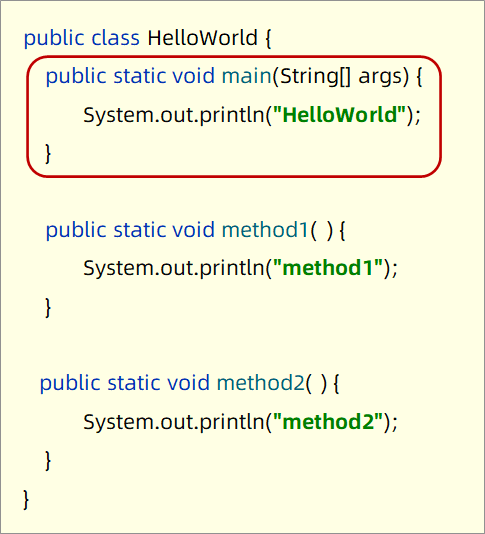 public class HelloWorld {
public static void main(String[] args) {
System.out.println("HelloWorld");
}
public static void method1( ) {
System.out.println("method1");
}
public static void method2( ) {
System.out.println("method2");
}
}